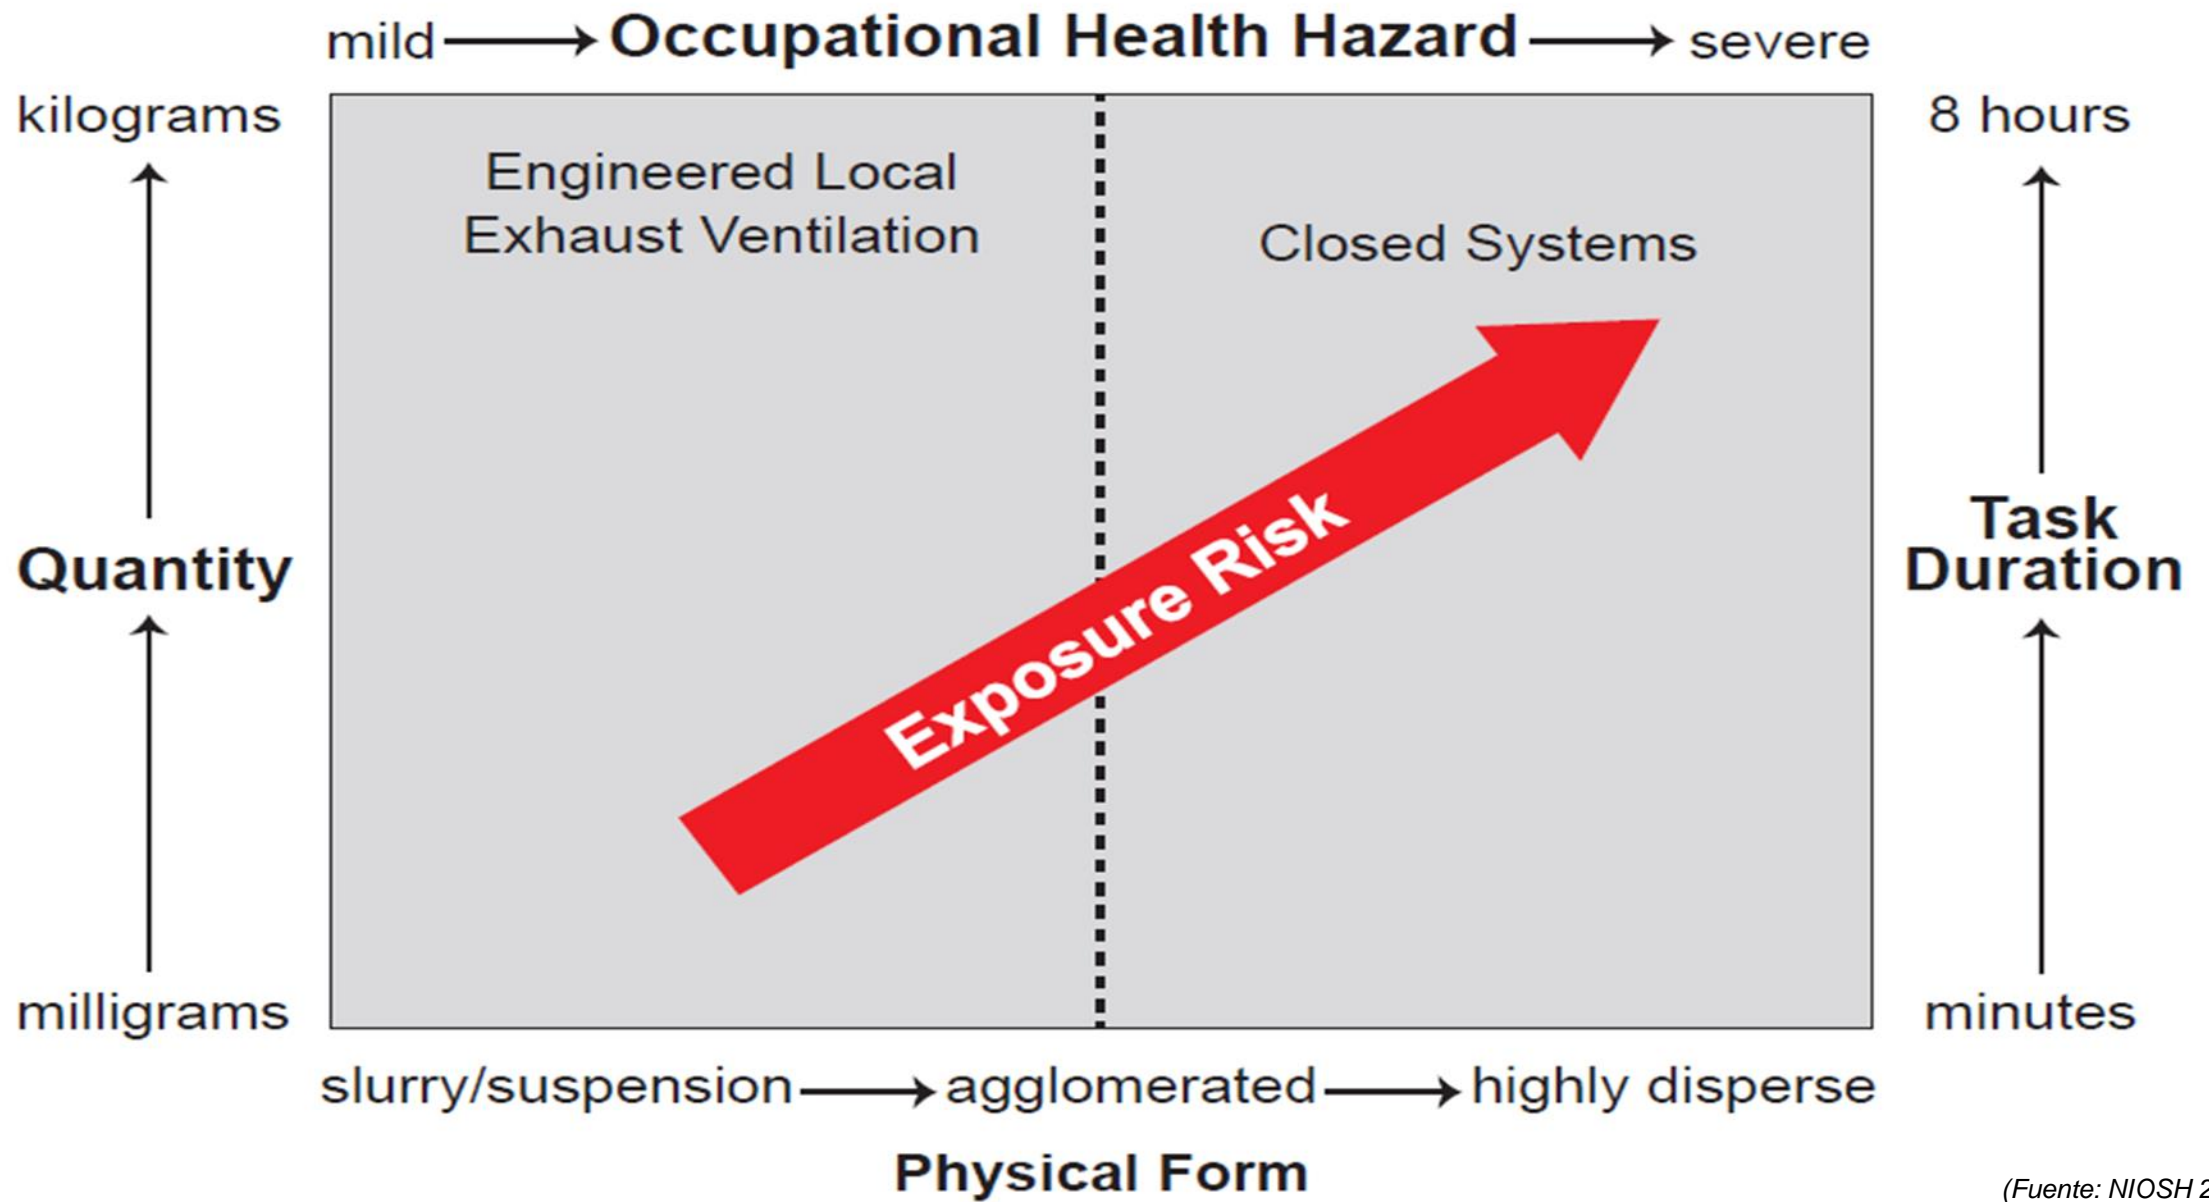 mild Occupational Health Hazard severe
kilograms
8 hours
Engineered Local
Exhaust Ventilation
Closed Systems
Exposure Risk
Quantity
Task
Duration
milligrams
minutes
slurry/suspension agglomerated highly disperse
Physical Form
(Fuente: NIOSH